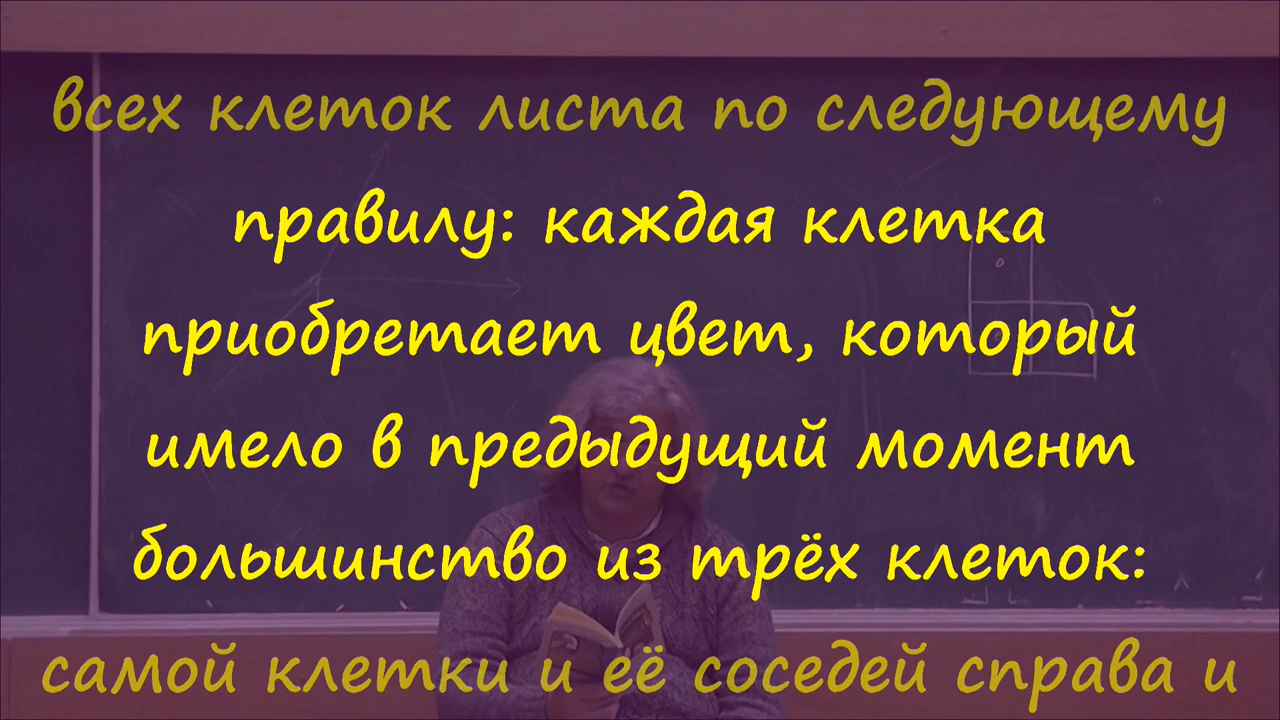 всех клеток листа по следующему
правилу: каждая клетка
приобретает цвет, который
имело в предыдущий момент
большинство из трёх клеток:
самой клетки и её соседей справа и